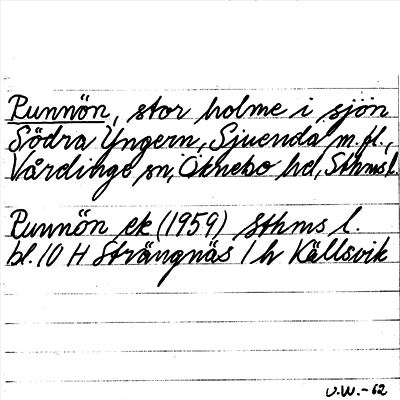 Runnön, stor holme i sjön
Södra Yngern, Sjuenda m.fl.,
Vårdinge sn, Öknebo hd, Sthms l.
Runnön ek (1959) Sthms l.
bl. 10 H Strängnäs 1 h Källsvik
U.W. -62